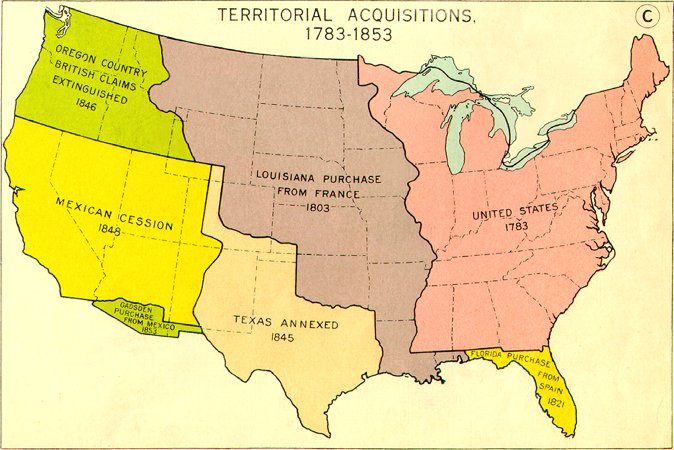 TERRITORIAL ACQUISITIONS.
1783-1853
C
OREGON COUNTRY
BRITISH CLAIMS
EXTINGUISHED
1846
LOUISIANA PURCHASE
FROM FRANCE
1803
UNITED STATES
1783
MEXICAN CESSION
1848
GADSDEN
PURCHASE
FROM MEXICO
1853
TEXAS ANNEXED
1845
FLORIDA PURCHASE
FROM
SPAIN
1821